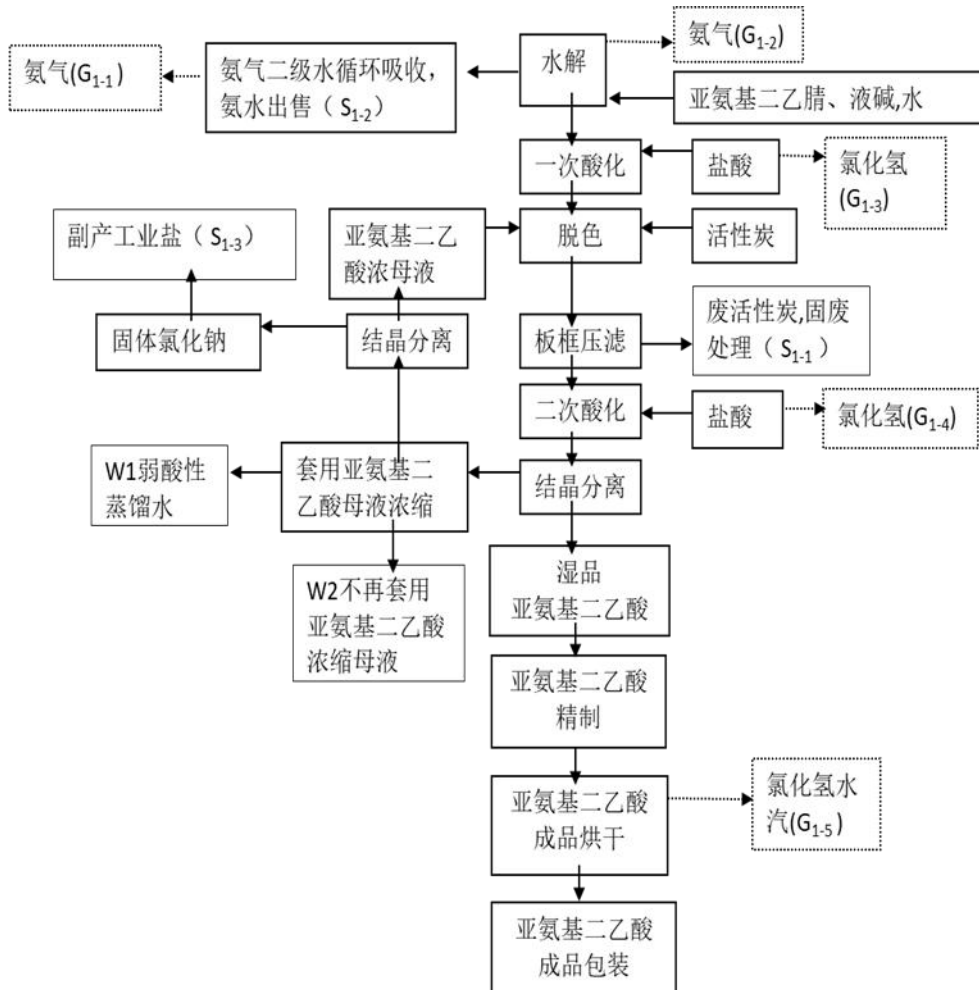 氨气(G1-1)
氨气二级水循环吸收，
氨水出售（ S1-2）
水解
氨气(G1-2)
亚氨基二乙腈、液碱,水
一次酸化
盐酸
氯化氢
(G1-3)
副产工业盐（ S1-3）
亚氨基二乙
酸浓母液
脱色
活性炭
固体氯化钠
结晶分离
板框压滤
废活性炭,固废
处理（ S1-1）
二次酸化
盐酸
氯化氢(G1-4)
W1弱酸性
蒸馏水
套用亚氨基二
乙酸母液浓缩
结晶分离
W2不再套用
亚氨基二乙酸
浓缩母液
湿品
亚氨基二乙酸
亚氨基二乙酸
精制
亚氨基二乙酸
成品烘干
氯化氢水
汽(G1-5)
亚氨基二乙酸
成品包装